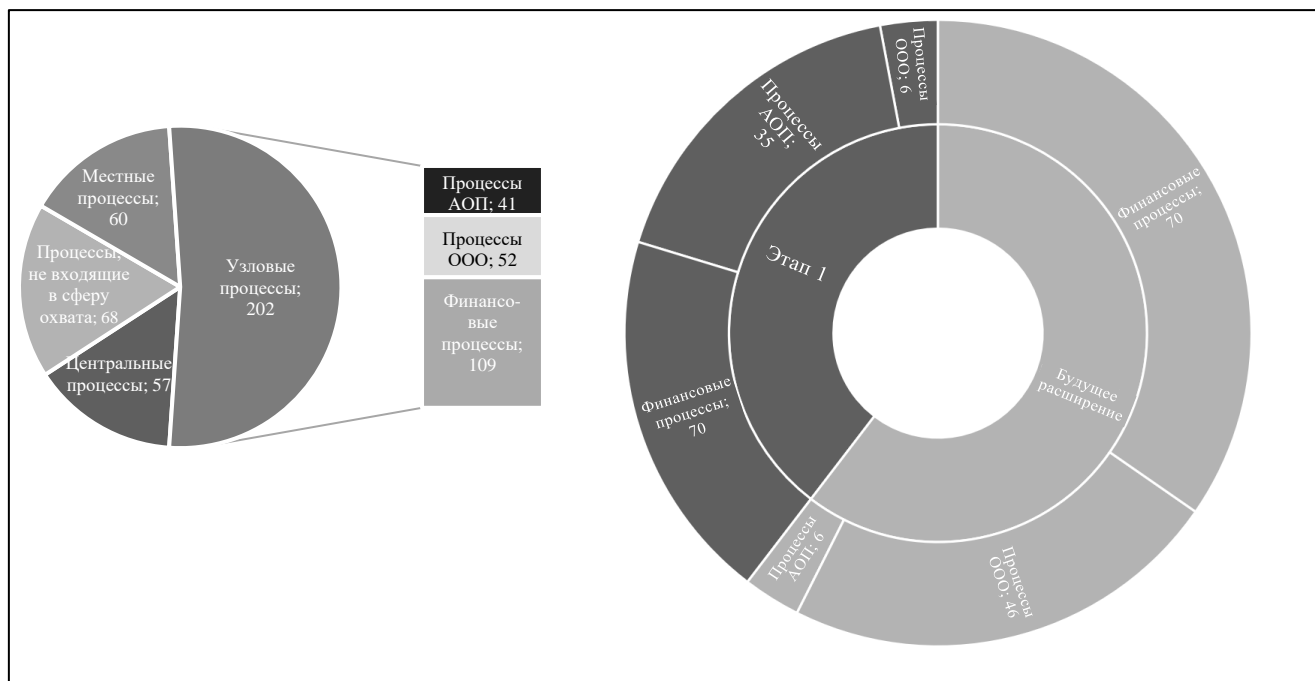 Местные
процессы;
60
Процессы,
не входящие
в сферу
охвата; 68
Центральные
процессы; 57
Узловые
процессы;
202
Процессы
АОП; 41
Процессы
ООО; 52
Финансо-
вые
процессы;
109
Процессы
ООО; 6
Процессы
АОП;
35
Финансовые
процессы;
70
Этап 1
Финансовые
процессы;
70
Будущее
расширение
Процессы
АОП; 6
Процессы
ООО; 46